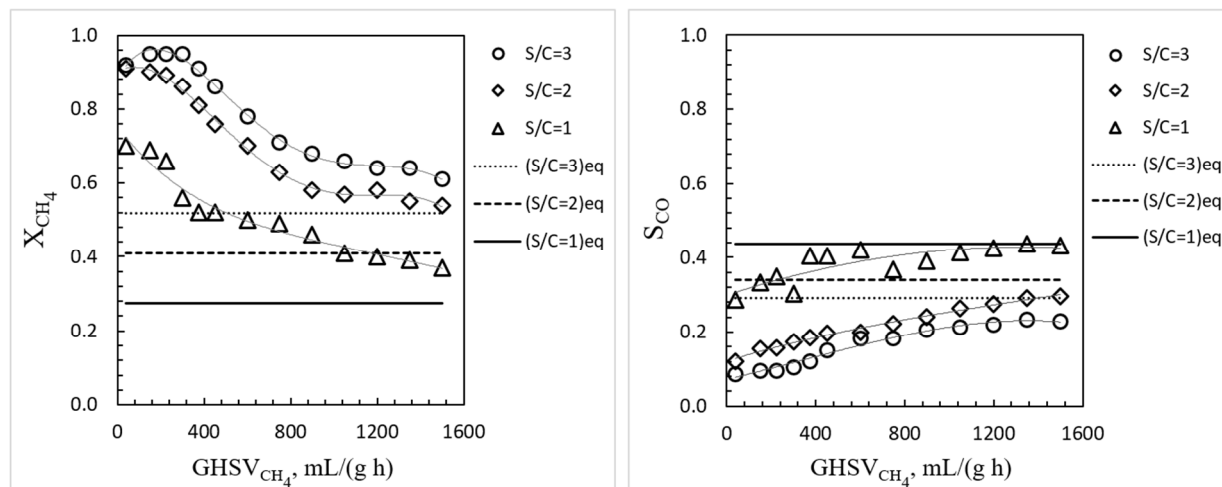 1.0
0.8
0.6
0.4
0.2
0.0
X_CH4
0 400 800 1200 1600
GHSV_CH4, mL/(g h)
S/C=3
S/C=2
S/C=1
(S/C=3)eq
(S/C=2)eq
(S/C=1)eq
1.0
0.8
0.6
0.4
0.2
0.0
S_CO
0 400 800 1200 1600
GHSV_CH4, mL/(g h)
S/C=3
S/C=2
S/C=1
(S/C=3)eq
(S/C=2)eq
(S/C=1)eq